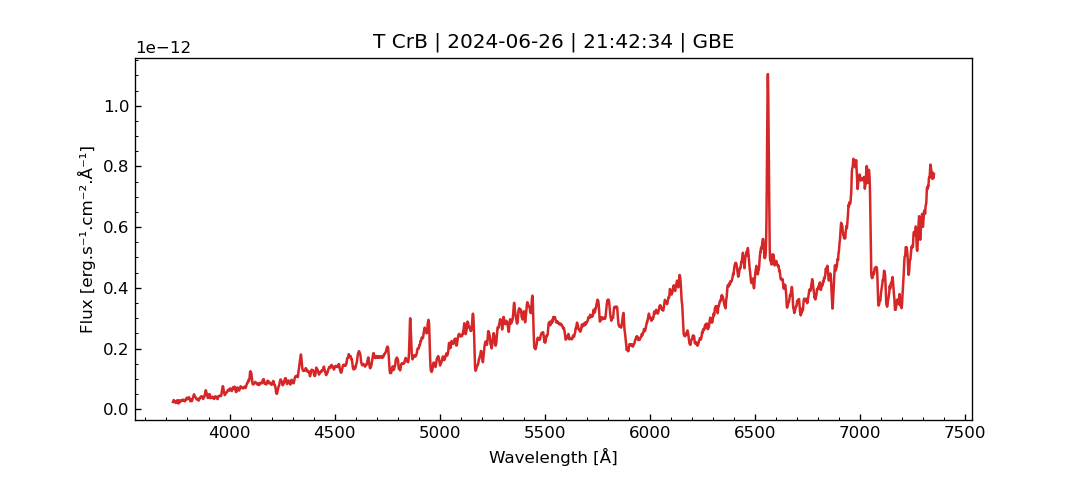 T CrB | 2024-06-26 | 21:42:34 | GBE
1e−12
1.0
0.8
0.6
0.4
0.2
0.0
Flux [erg.s⁻¹.cm⁻².Å⁻¹]
4000 4500 5000 5500 6000 6500 7000 7500
Wavelength [Å]